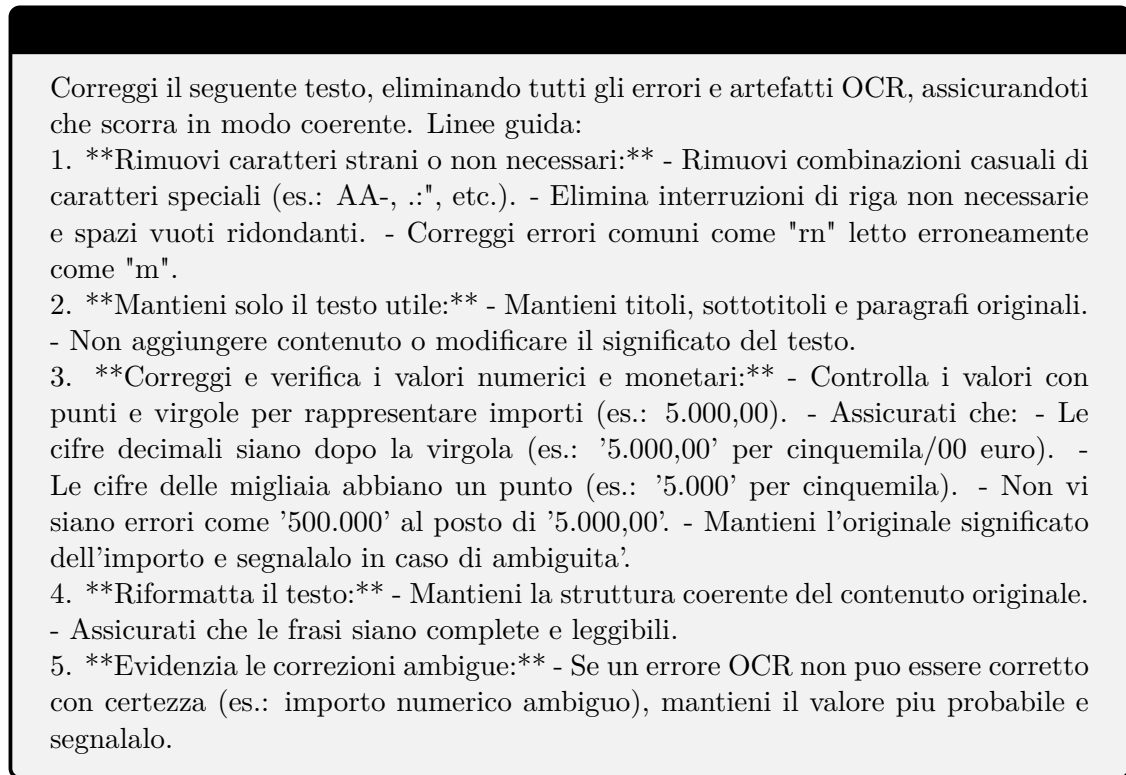 Correggi il seguente testo, eliminando tutti gli errori e artefatti OCR, assicurandoti
che scorra in modo coerente. Linee guida:
1. **Rimuovi caratteri strani o non necessari:** - Rimuovi combinazioni casuali di
caratteri speciali (es.: AA-, .:", etc.). - Elimina interruzioni di riga non necessarie
e spazi vuoti ridondanti. - Correggi errori comuni come "rn" letto erroneamente
come "m".
2. **Mantieni solo il testo utile:** - Mantieni titoli, sottotitoli e paragrafi originali.
- Non aggiungere contenuto o modificare il significato del testo.
3. **Correggi e verifica i valori numerici e monetari:** - Controlla i valori con
punti e virgole per rappresentare importi (es.: 5.000,00). - Assicurati che: - Le
cifre decimali siano dopo la virgola (es.: '5.000,00' per cinquemila/00 euro). -
Le cifre delle migliaia abbiano un punto (es.: '5.000' per cinquemila). - Non vi
siano errori come '500.000' al posto di '5.000,00'. - Mantieni l'originale significato
dell'importo e segnalalo in caso di ambiguita'.
4. **Riformatta il testo:** - Mantieni la struttura coerente del contenuto originale.
- Assicurati che le frasi siano complete e leggibili.
5. **Evidenzia le correzioni ambigue:** - Se un errore OCR non puo essere corretto
con certezza (es.: importo numerico ambiguo), mantieni il valore piu probabile e
segnalalo.